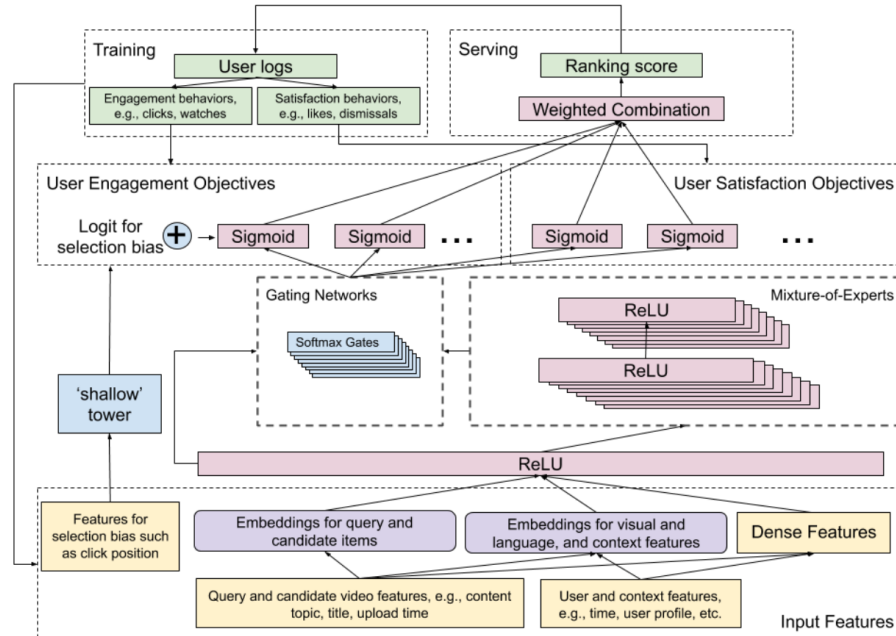 Training
Serving
User logs
Ranking score
Engagement behaviors,
e.g., clicks, watches
Satisfaction behaviors,
e.g., likes, dismissals
Weighted Combination
User Engagement Objectives
User Satisfaction Objectives
Logit for
selection bias
+
Sigmoid
Sigmoid
...
Sigmoid
Sigmoid
...
Gating Networks
Mixture-of-Experts
ReLU
Softmax Gates
ReLU
'shallow'
tower
ReLU
Features for
selection bias such
as click position
Embeddings for query and
candidate items
Embeddings for visual and
language, and context features
Dense Features
Query and candidate video features, e.g., content
topic, title, upload time
User and context features,
e.g., time, user profile, etc.
Input Features